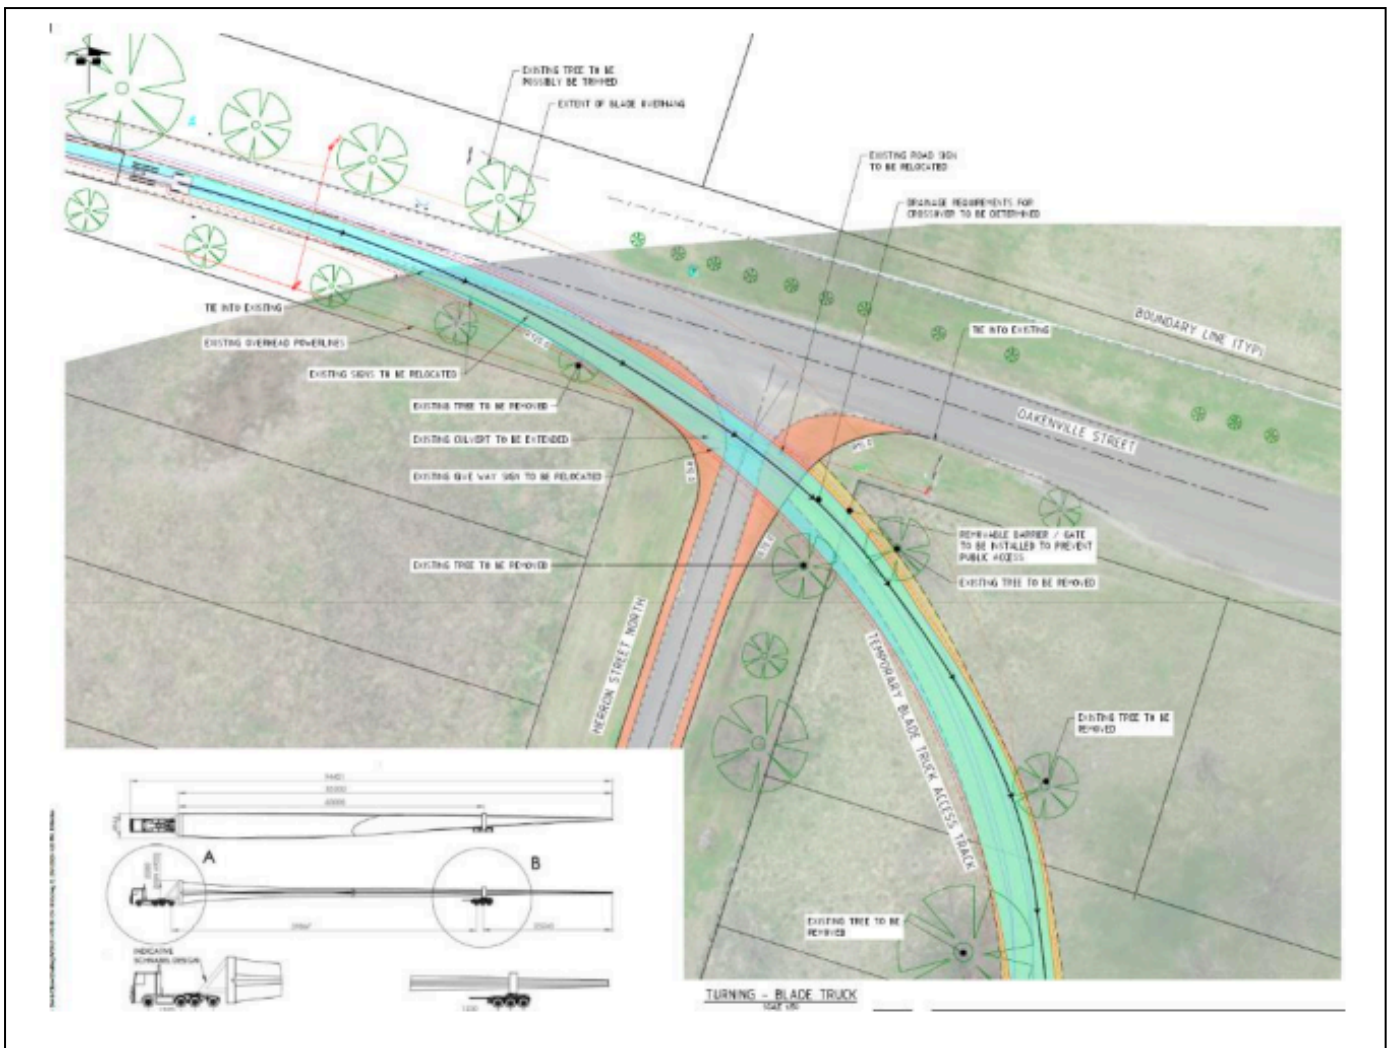 EXISTING TREE TO BE
POSSIBLY BE TRIMMED
EXTENT OF BLADE OVERHANG
EXISTING ROAD SIGN
TO BE RELOCATED
DRAINAGE REQUIREMENTS FOR
CROSSOVER TO BE DETERMINED
TIE INTO EXISTING
EXISTING OVERHEAD POWERLINES
EXISTING SIGNS TO BE RELOCATED
BOUNDARY LINE (TYP)
TIE INTO EXISTING
EXISTING TREE TO BE REMOVED
OAKENVILLE STREET
EXISTING CULVERT TO BE EXTENDED
EXISTING GIVE WAY SIGN TO BE RELOCATED
REMOVABLE BARRIER / GATE
TO BE INSTALLED TO PREVENT
PUBLIC ACCESS
EXISTING TREE TO BE REMOVED
EXISTING TREE TO BE REMOVED
HERRON STREET NORTH
TEMPORARY BLADE TRUCK ACCESS TRACK
EXISTING TREE TO BE
REMOVED
A
B
EXISTING TREE TO BE
REMOVED
INDICATIVE
SCHNABEL DESIGN
TURNING - BLADE TRUCK